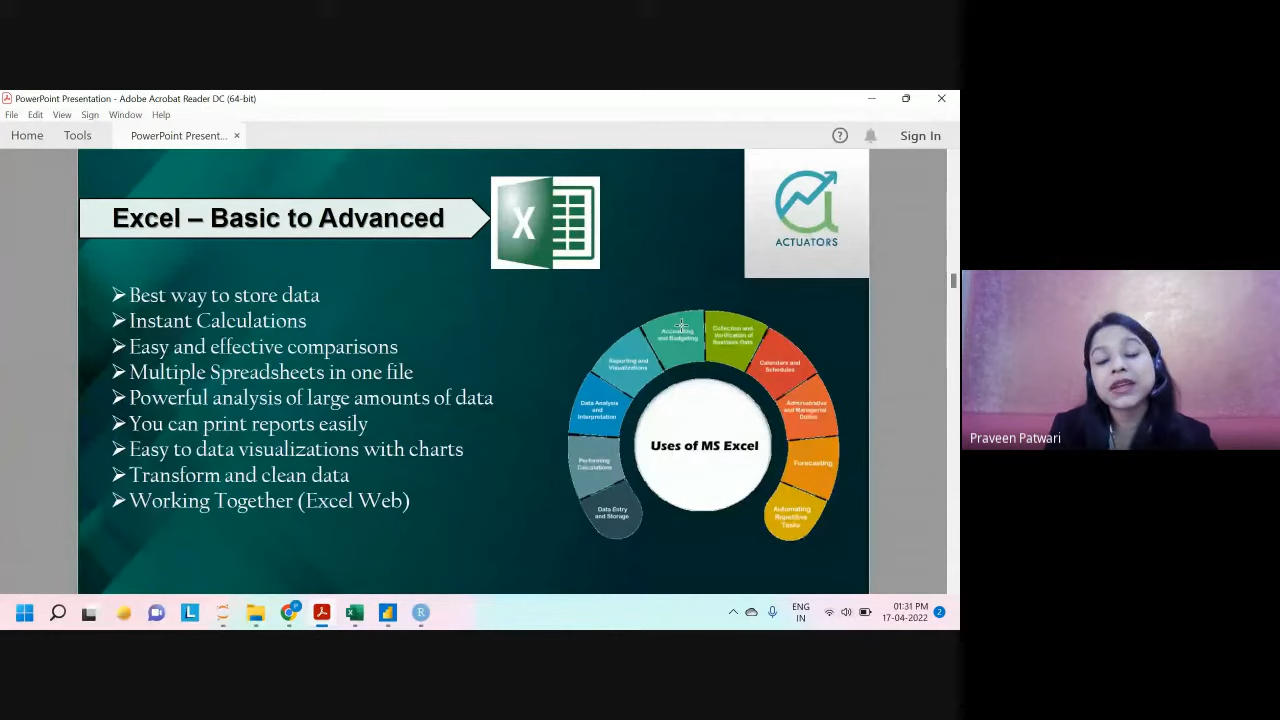 PowerPoint Presentation - Adobe Acrobat Reader DC (64-bit)
File Edit View Sign Window Help
Home Tools PowerPoint Present... × Sign In
Excel – Basic to Advanced
X
ACTUATORS
➢Best way to store data
➢Instant Calculations
➢Easy and effective comparisons
➢Multiple Spreadsheets in one file
➢Powerful analysis of large amounts of data
➢You can print reports easily
➢Easy to data visualizations with charts
➢Transform and clean data
➢Working Together (Excel Web)
Uses of MS Excel
Data Entry
and Storage
Performing
Calculations
Data Analysis
and
Interpretation
Reporting and
Visualizations
Accounting
and Budgeting
Collection and
Verification of
Business Data
Calendars and
Schedules
Administrative
and Managerial
Duties
Forecasting
Automating
Repetitive
Tasks
Praveen Patwari
ENG
IN
01:31 PM
17-04-2022
2